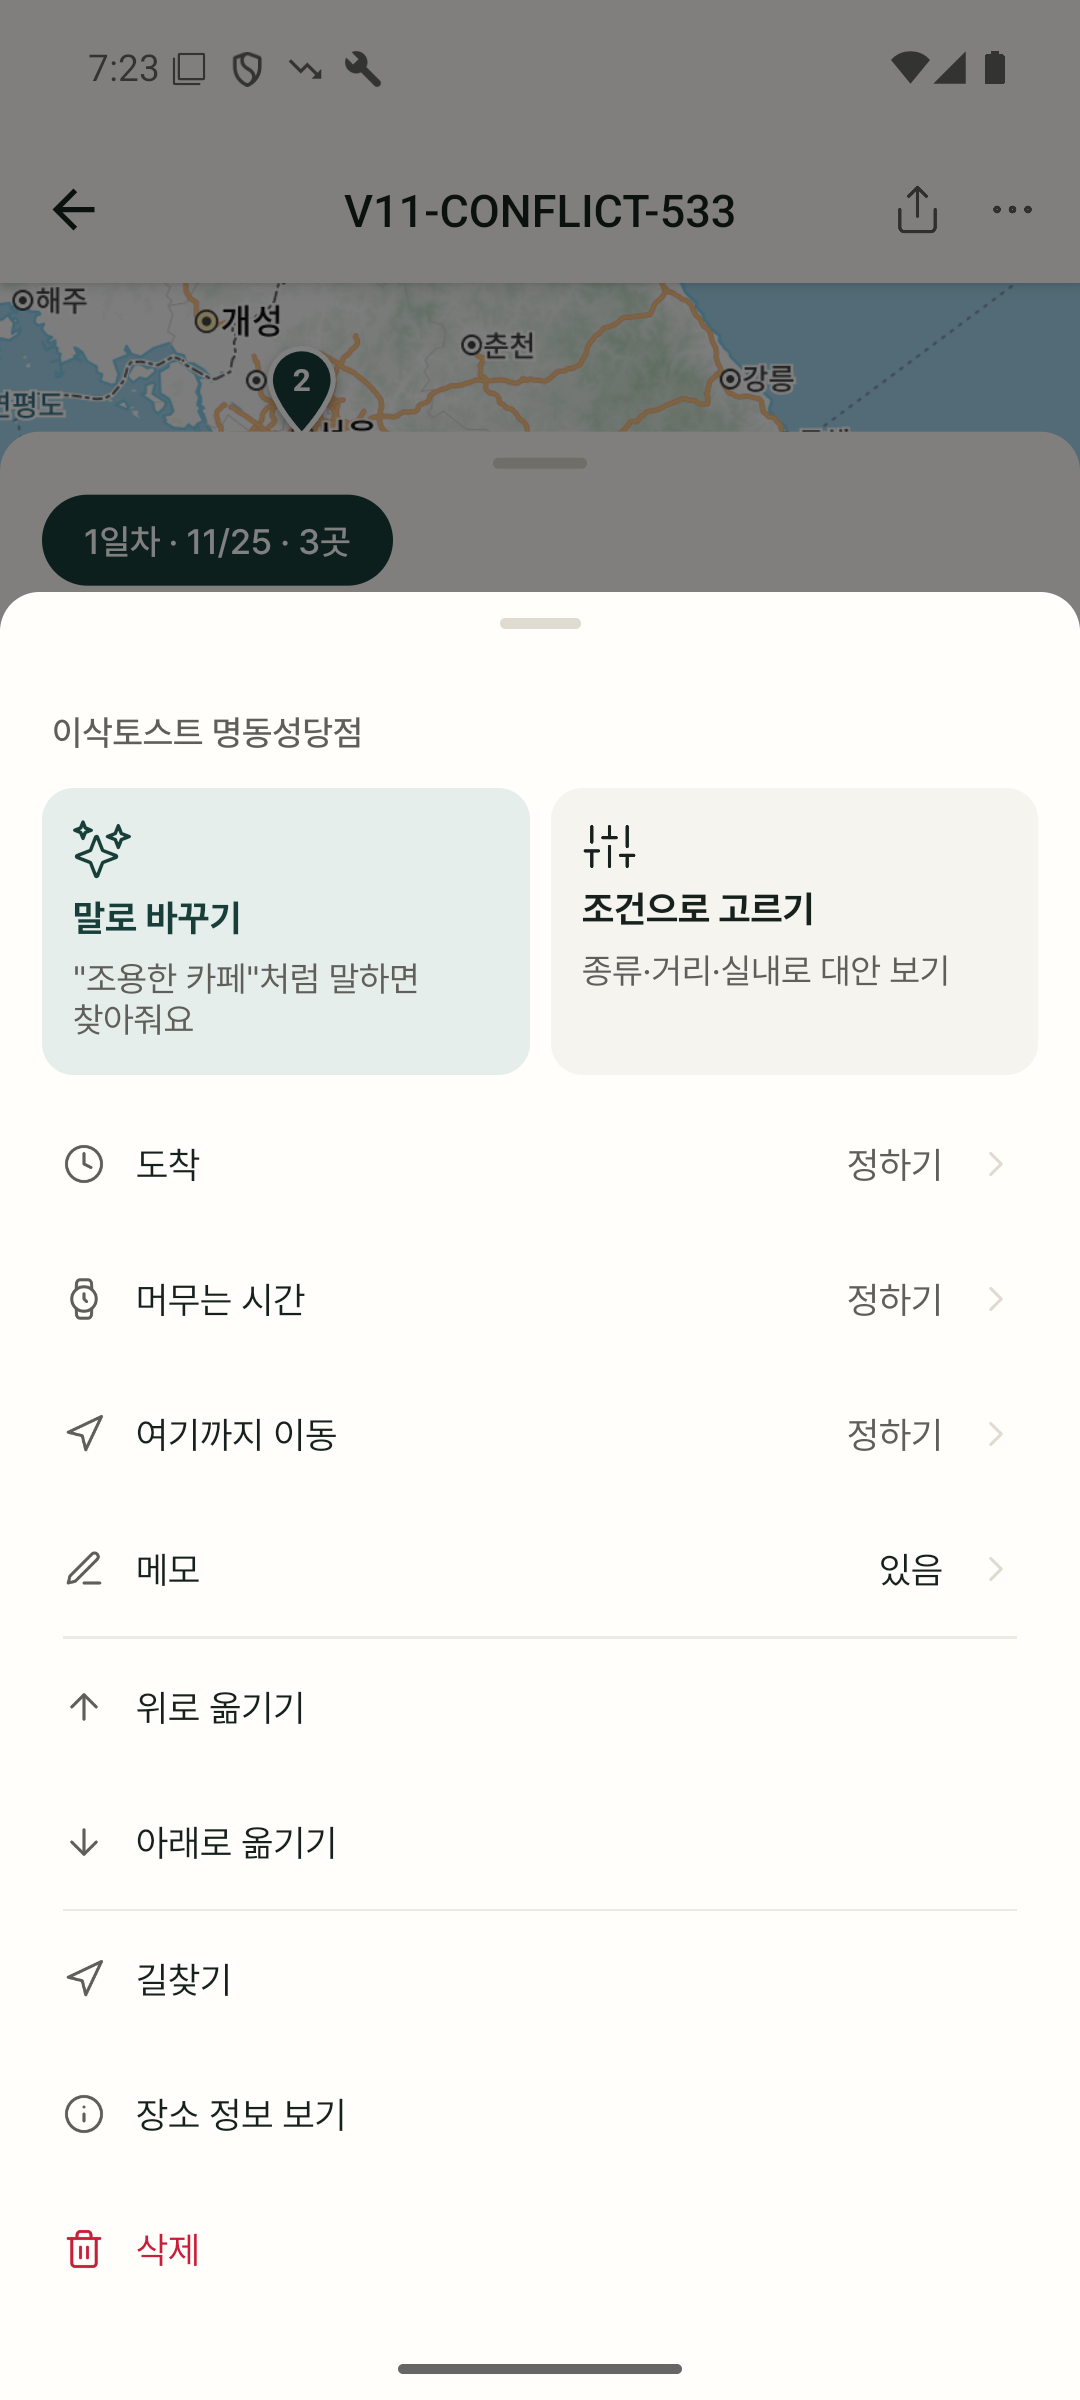 7:23
V11-CONFLICT-533
해주
개성
춘천
강릉
연평도
2
1일차 · 11/25 · 3곳
이삭토스트 명동성당점
말로 바꾸기
"조용한 카페"처럼 말하면
찾아줘요
조건으로 고르기
종류·거리·실내로 대안 보기
도착 정하기
머무는 시간 정하기
여기까지 이동 정하기
메모 있음
위로 옮기기
아래로 옮기기
길찾기
장소 정보 보기
삭제